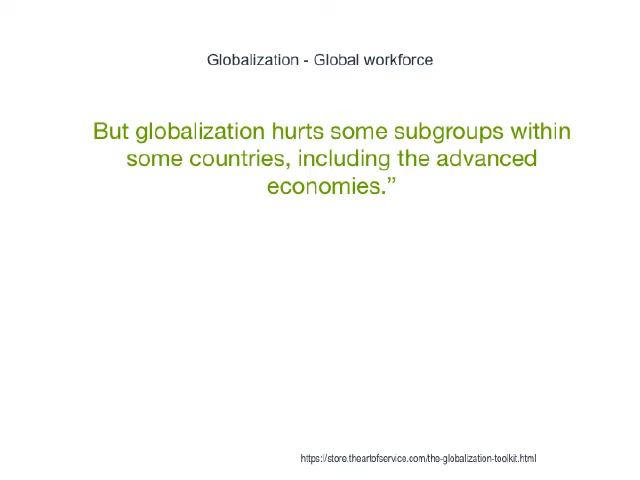 Globalization - Global workforce
But globalization hurts some subgroups within
some countries, including the advanced
economies.”
https://store.theartofservice.com/the-globalization-toolkit.html